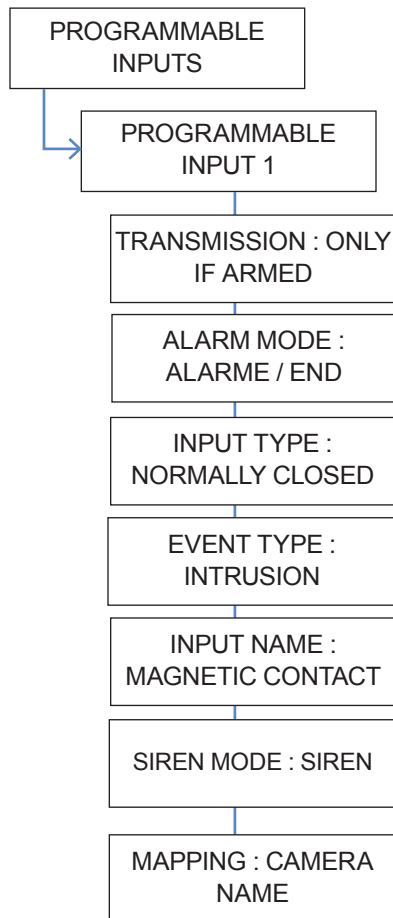 PROGRAMMABLE
INPUTS
PROGRAMMABLE
INPUT 1
TRANSMISSION : ONLY
IF ARMED
ALARM MODE :
ALARME / END
INPUT TYPE :
NORMALLY CLOSED
EVENT TYPE :
INTRUSION
INPUT NAME :
MAGNETIC CONTACT
SIREN MODE : SIREN
MAPPING : CAMERA
NAME